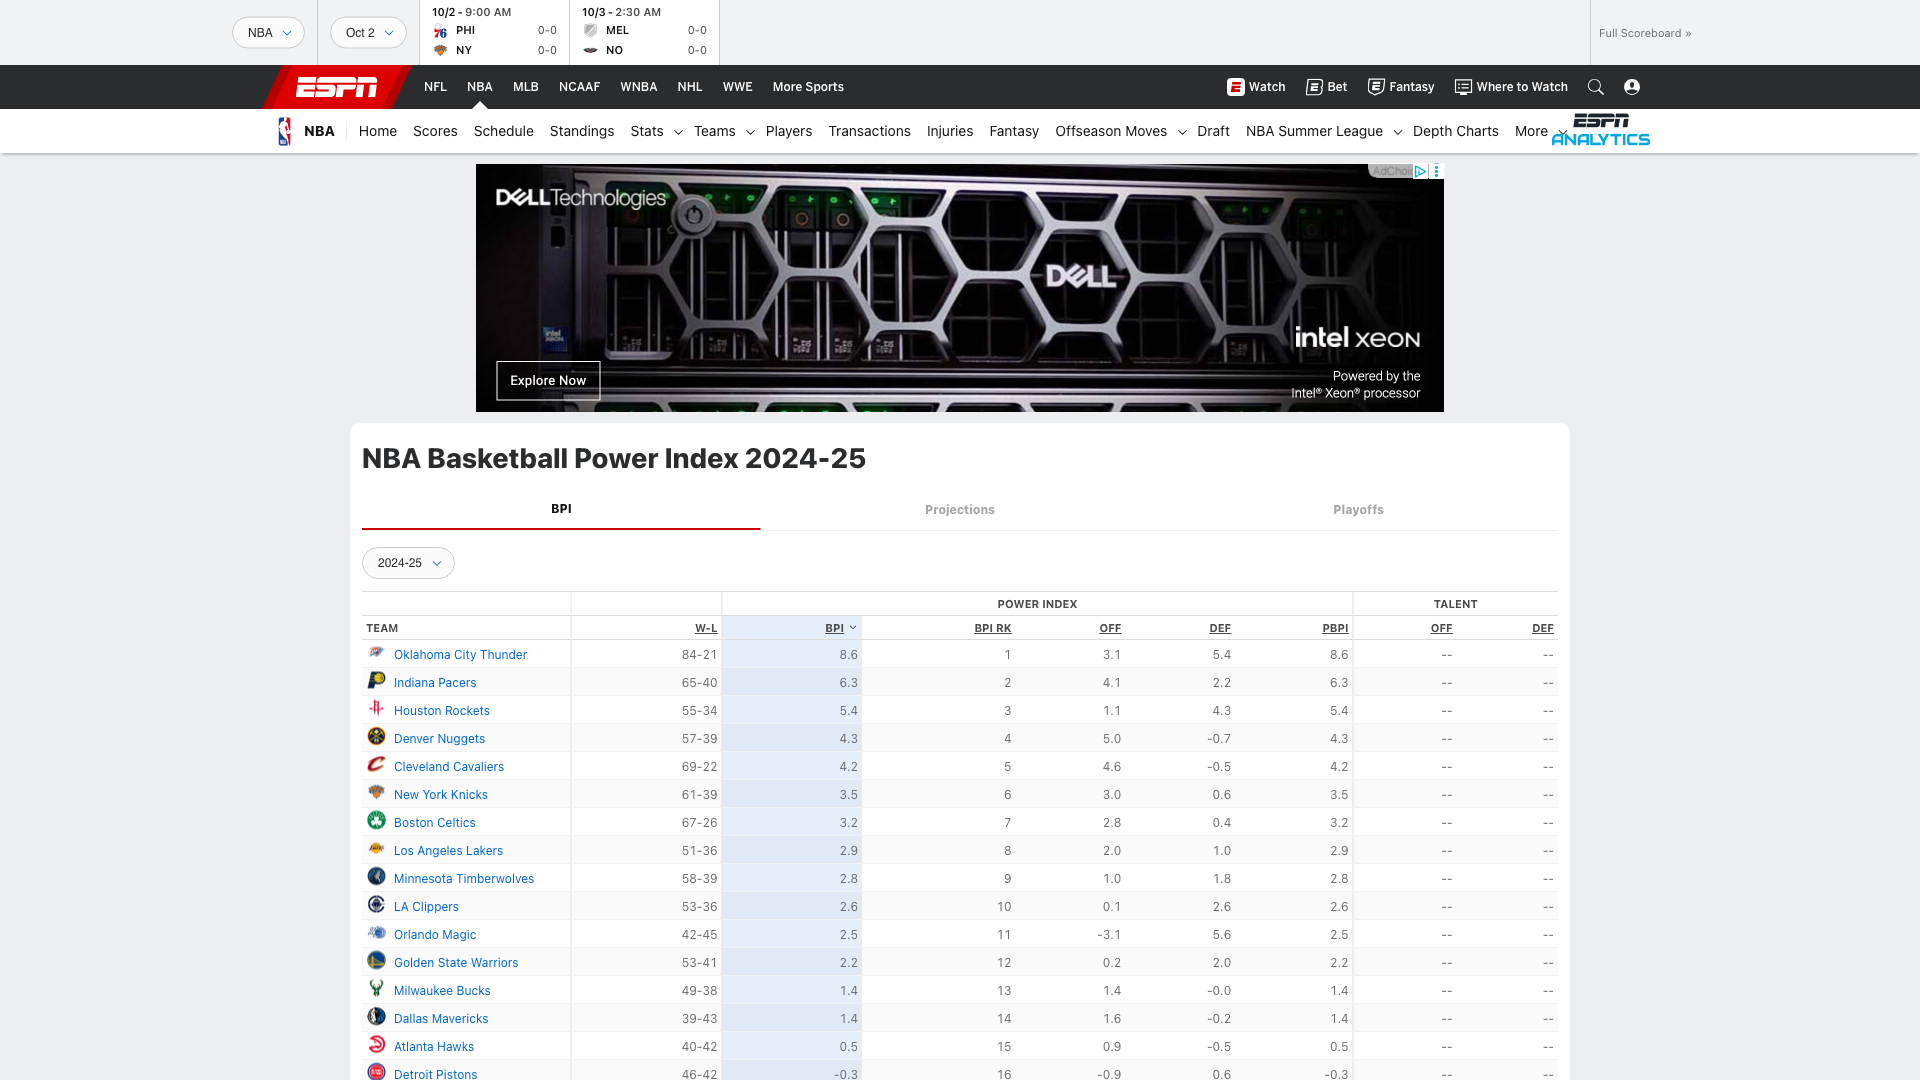 NBA
Oct 2
10/2 - 9:00 AM
PHI 0-0
NY 0-0
10/3 - 2:30 AM
MEL 0-0
NO 0-0
Full Scoreboard »
ESPN NFL NBA MLB NCAAF WNBA NHL WWE More Sports Watch Bet Fantasy Where to Watch
NBA Home Scores Schedule Standings Stats Teams Players Transactions Injuries Fantasy Offseason Moves Draft NBA Summer League Depth Charts More ESPN ANALYTICS
DELLTechnologies
DELL
intel xeon
Explore Now
Powered by the
Intel® Xeon® processor
NBA Basketball Power Index 2024-25
BPI Projections Playoffs
2024-25
POWER INDEX TALENT
TEAM W-L BPI BPI RK OFF DEF PBPI OFF DEF
Oklahoma City Thunder 84-21 8.6 1 3.1 5.4 8.6 -- --
Indiana Pacers 65-40 6.3 2 4.1 2.2 6.3 -- --
Houston Rockets 55-34 5.4 3 1.1 4.3 5.4 -- --
Denver Nuggets 57-39 4.3 4 5.0 -0.7 4.3 -- --
Cleveland Cavaliers 69-22 4.2 5 4.6 -0.5 4.2 -- --
New York Knicks 61-39 3.5 6 3.0 0.6 3.5 -- --
Boston Celtics 67-26 3.2 7 2.8 0.4 3.2 -- --
Los Angeles Lakers 51-36 2.9 8 2.0 1.0 2.9 -- --
Minnesota Timberwolves 58-39 2.8 9 1.0 1.8 2.8 -- --
LA Clippers 53-36 2.6 10 0.1 2.6 2.6 -- --
Orlando Magic 42-45 2.5 11 -3.1 5.6 2.5 -- --
Golden State Warriors 53-41 2.2 12 0.2 2.0 2.2 -- --
Milwaukee Bucks 49-38 1.4 13 1.4 -0.0 1.4 -- --
Dallas Mavericks 39-43 1.4 14 1.6 -0.2 1.4 -- --
Atlanta Hawks 40-42 0.5 15 0.9 -0.5 0.5 -- --
Detroit Pistons 46-42 -0.3 16 -0.9 0.6 -0.3 -- --